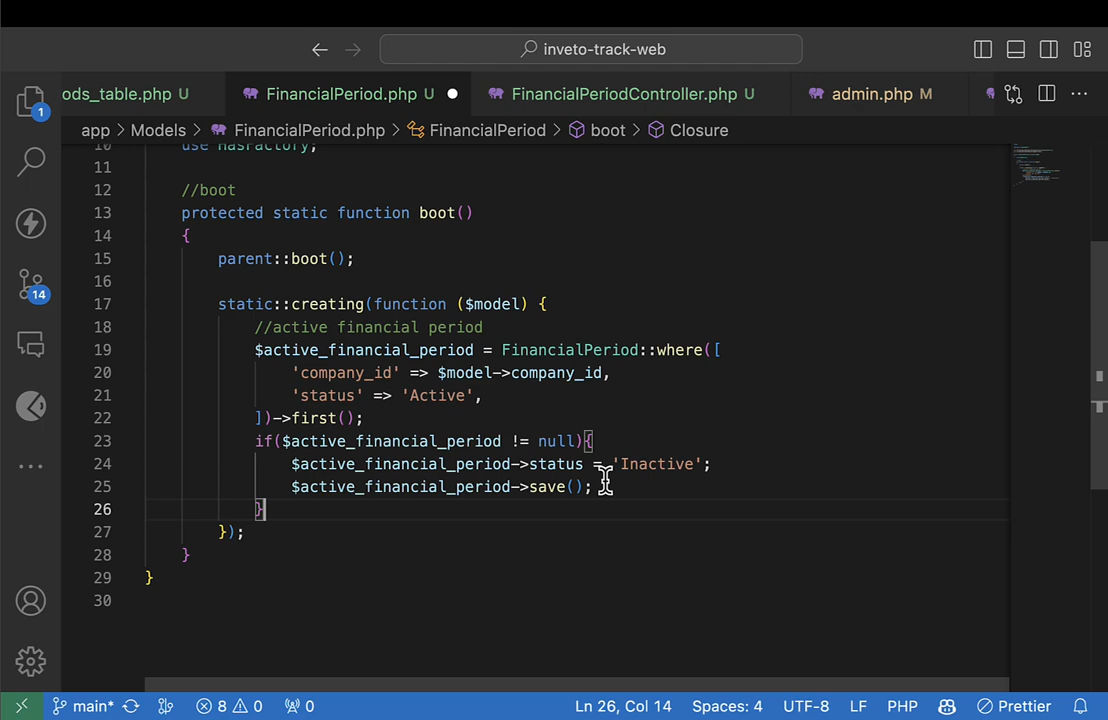 inveto-track-web
ods_table.php U
FinancialPeriod.php U
FinancialPeriodController.php U
admin.php M
1
app > Models > FinancialPeriod.php > FinancialPeriod > boot > Closure
10 use HasFactory;
11
12 //boot
13 protected static function boot()
14 {
15 parent::boot();
16
17 static::creating(function ($model) {
18 //active financial period
19 $active_financial_period = FinancialPeriod::where([
20 'company_id' => $model->company_id,
21 'status' => 'Active',
22 ])->first();
23 if($active_financial_period != null){
24 $active_financial_period->status = 'Inactive';
25 $active_financial_period->save();
26 }
27 });
28 }
29 }
30
14
main* 8 0 0 Ln 26, Col 14 Spaces: 4 UTF-8 LF PHP Prettier